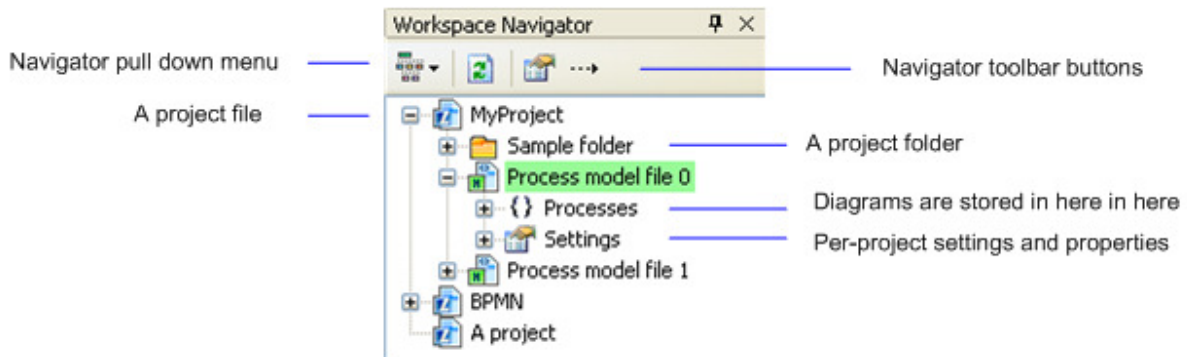 Workspace Navigator
Navigator pull down menu
Navigator toolbar buttons
A project file
MyProject
Sample folder
A project folder
Process model file 0
{} Processes
Diagrams are stored in here in here
Settings
Per-project settings and properties
Process model file 1
BPMN
A project